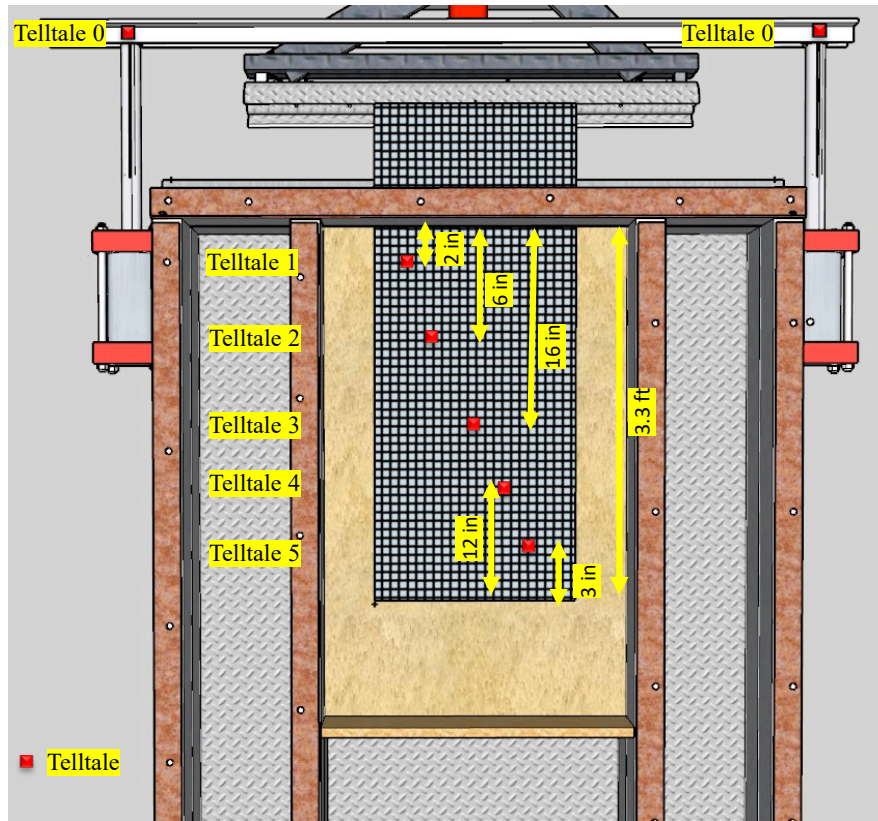 Telltale 0
Telltale 0
Telltale 1
2 in
6 in
Telltale 2
16 in
3.3 ft
Telltale 3
Telltale 4
12 in
Telltale 5
3 in
Telltale